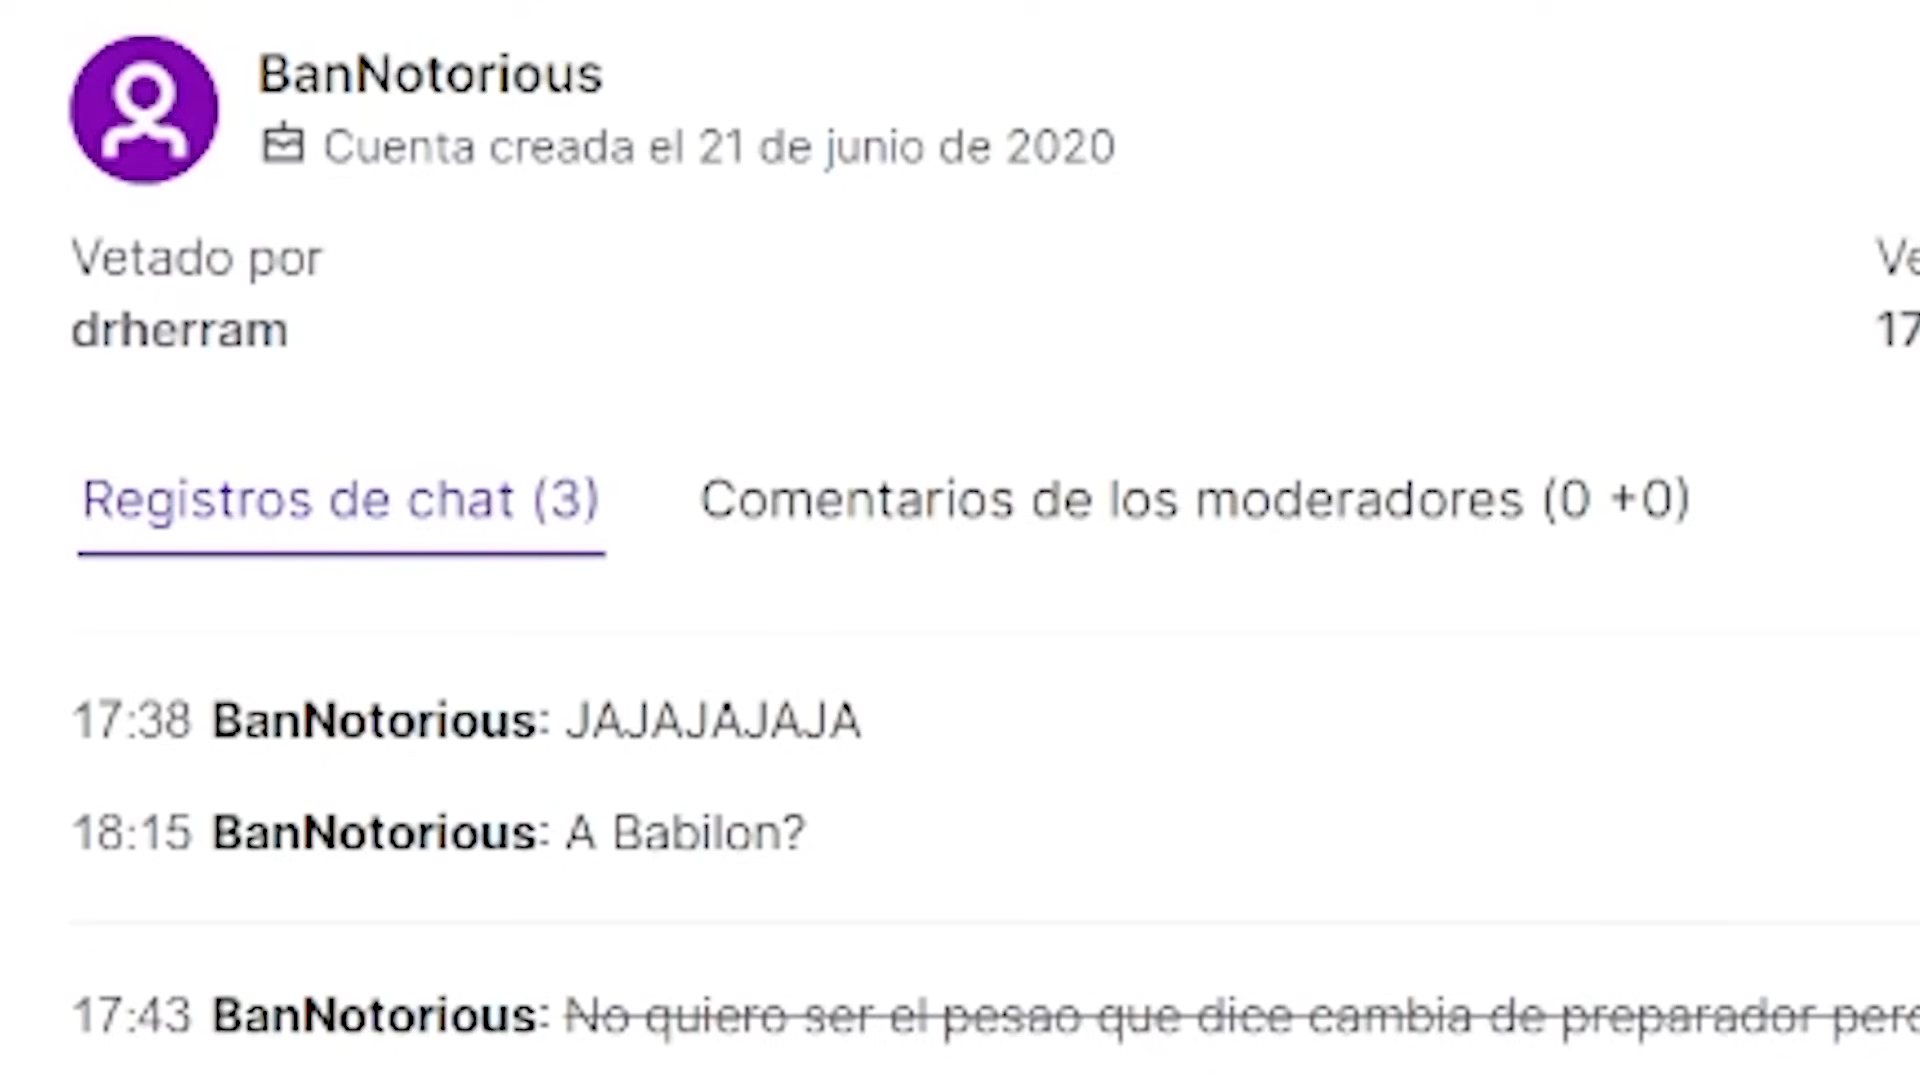 BanNotorious
Cuenta creada el 21 de junio de 2020
Vetado por
drherram
17
Registros de chat (3) Comentarios de los moderadores (0 +0)
17:38 BanNotorious: JAJAJAJAJA
18:15 BanNotorious: A Babilon?
17:43 BanNotorious: No quiero ser el pesao que dice cambia de preparador pero